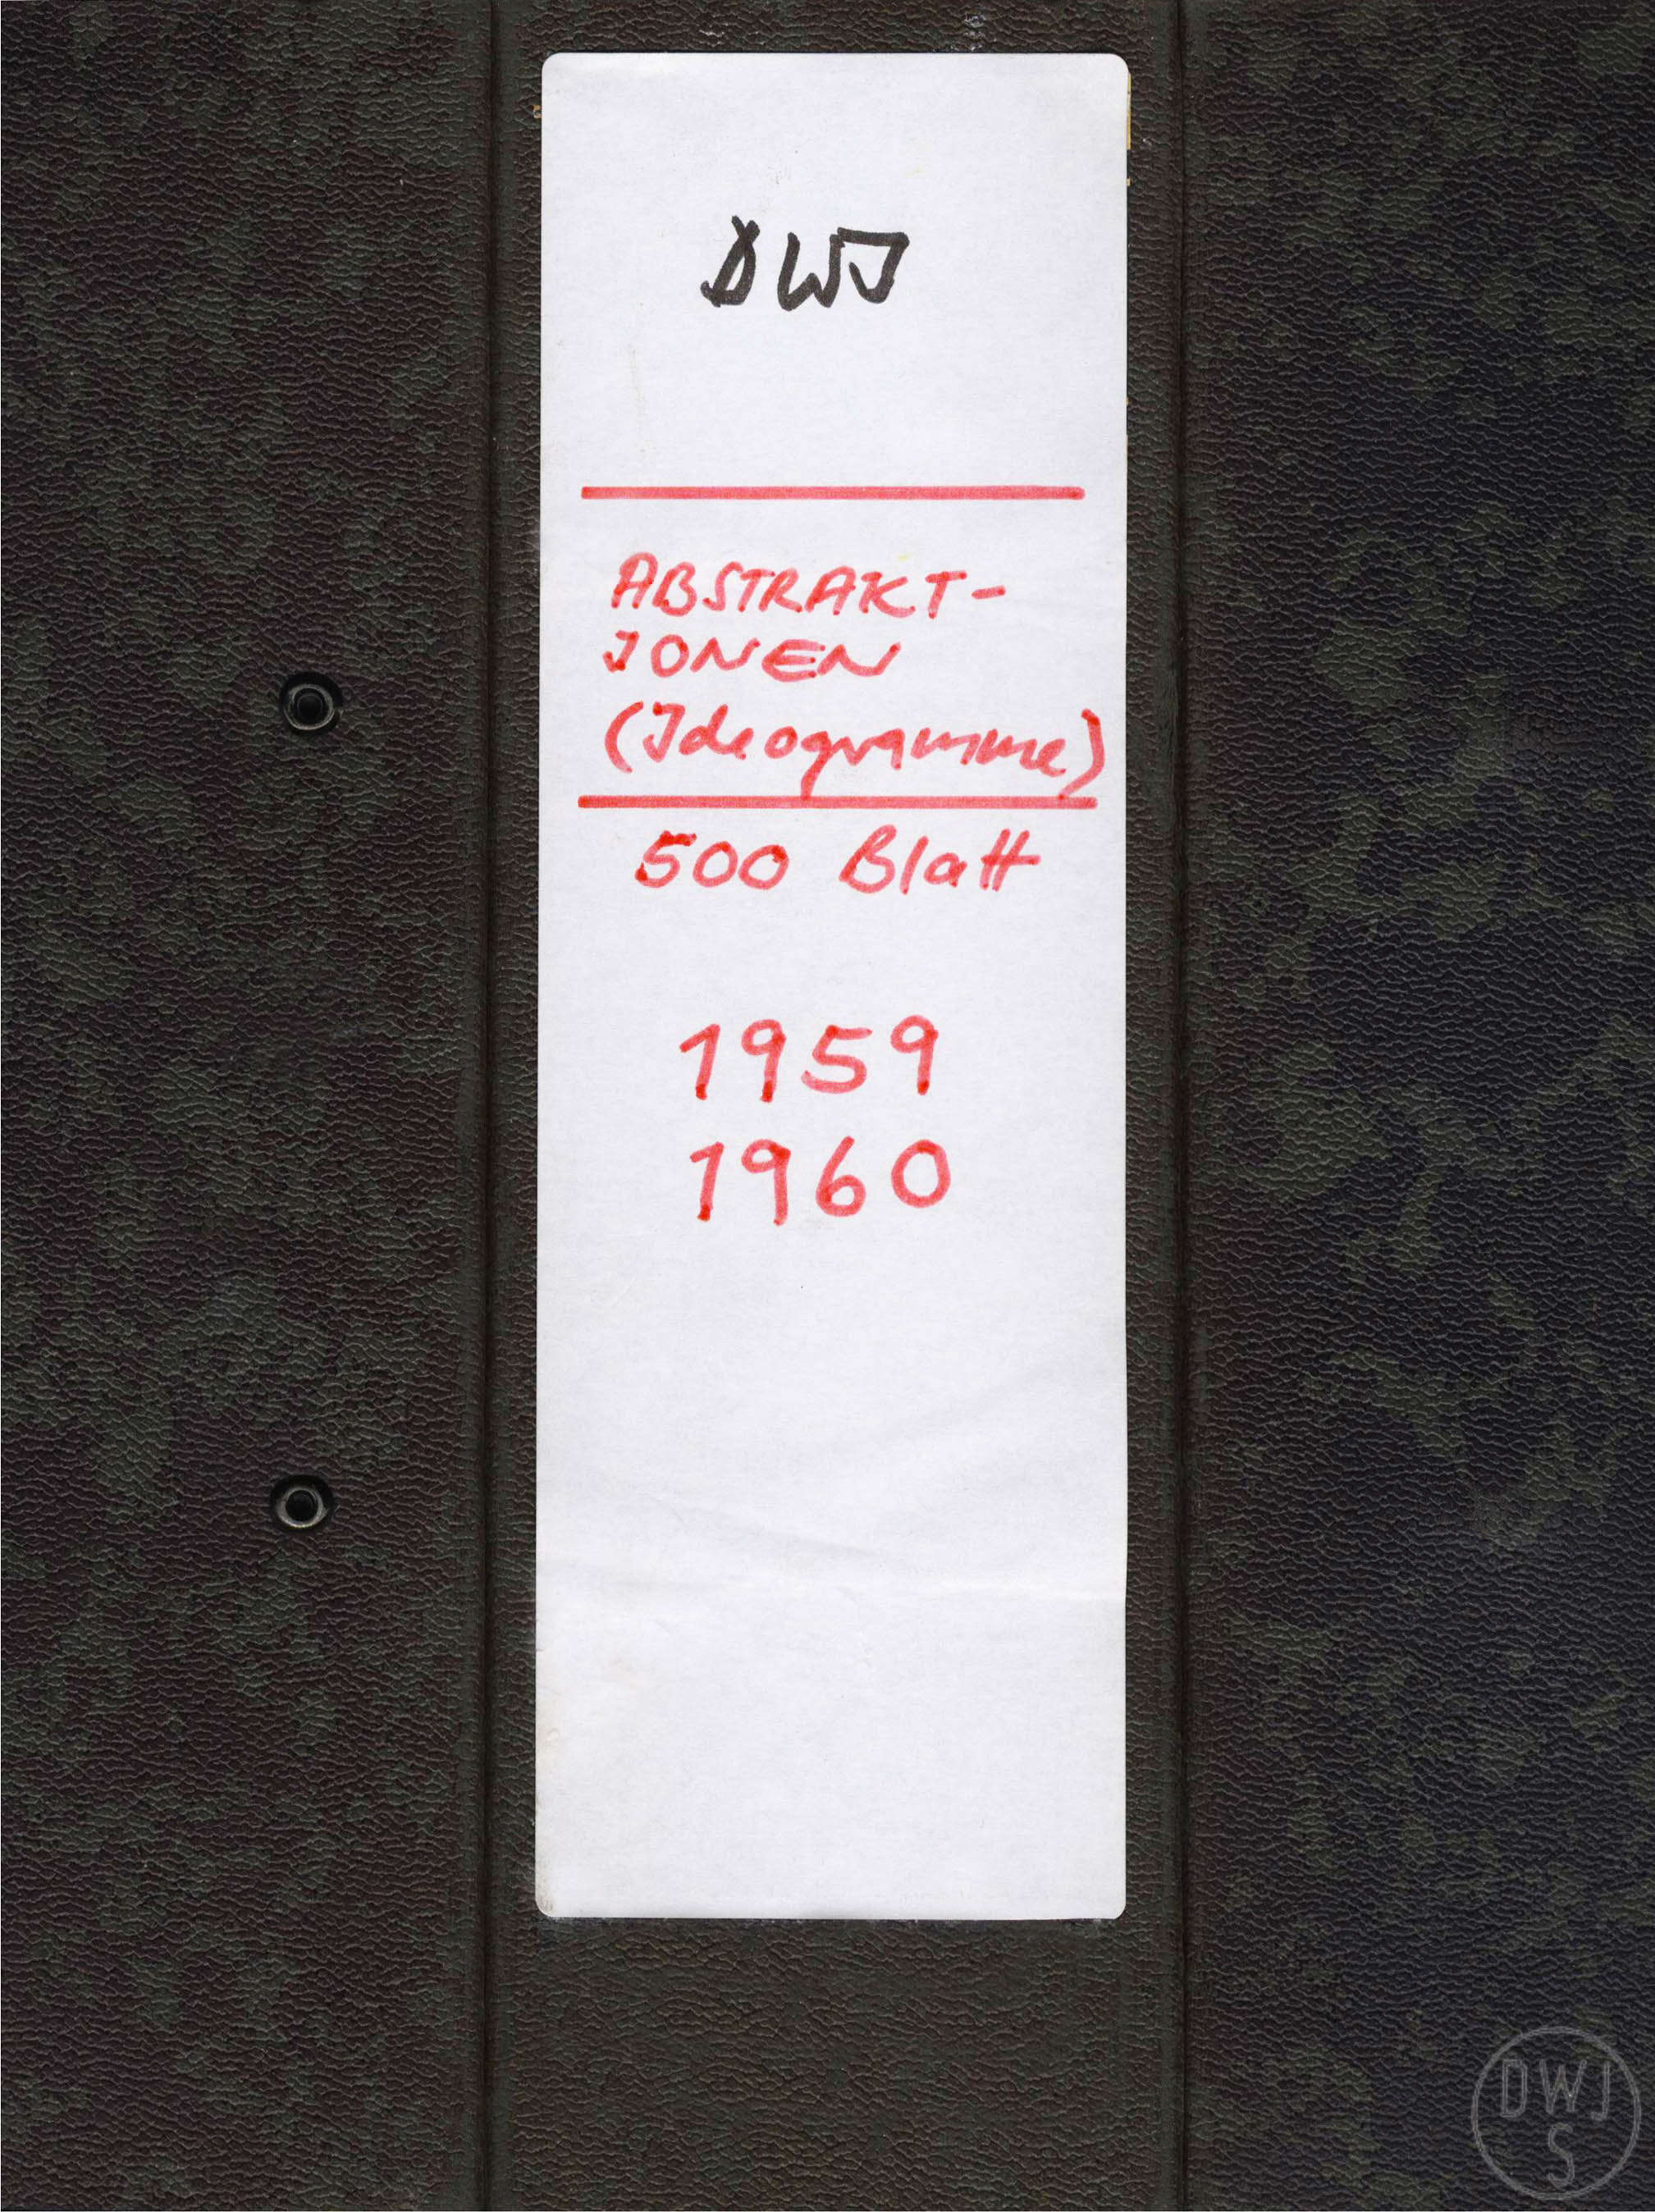 DWJ
ABSTRAKT-
JONEN
(Ideogramme)
500 Blatt
1959
1960
DWJ
S